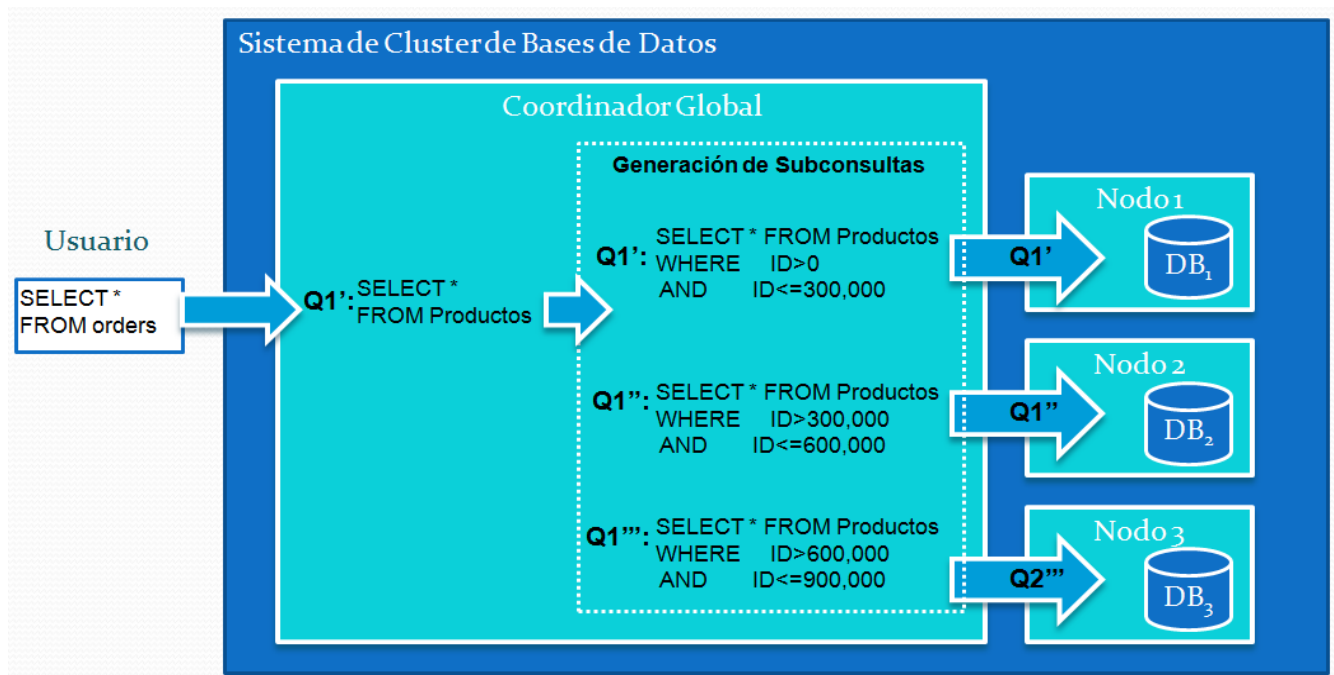 Sistema de Cluster de Bases de Datos
Coordinador Global
Usuario
SELECT *
FROM orders
Q1’: SELECT *
FROM Productos
Generación de Subconsultas
Q1’: SELECT * FROM Productos
WHERE ID>0
AND ID<=300,000
Q1’’: SELECT * FROM Productos
WHERE ID>300,000
AND ID<=600,000
Q1’’’: SELECT * FROM Productos
WHERE ID>600,000
AND ID<=900,000
Q1’
Nodo 1
DB1
Q1’’
Nodo 2
DB2
Q2’’’
Nodo 3
DB3